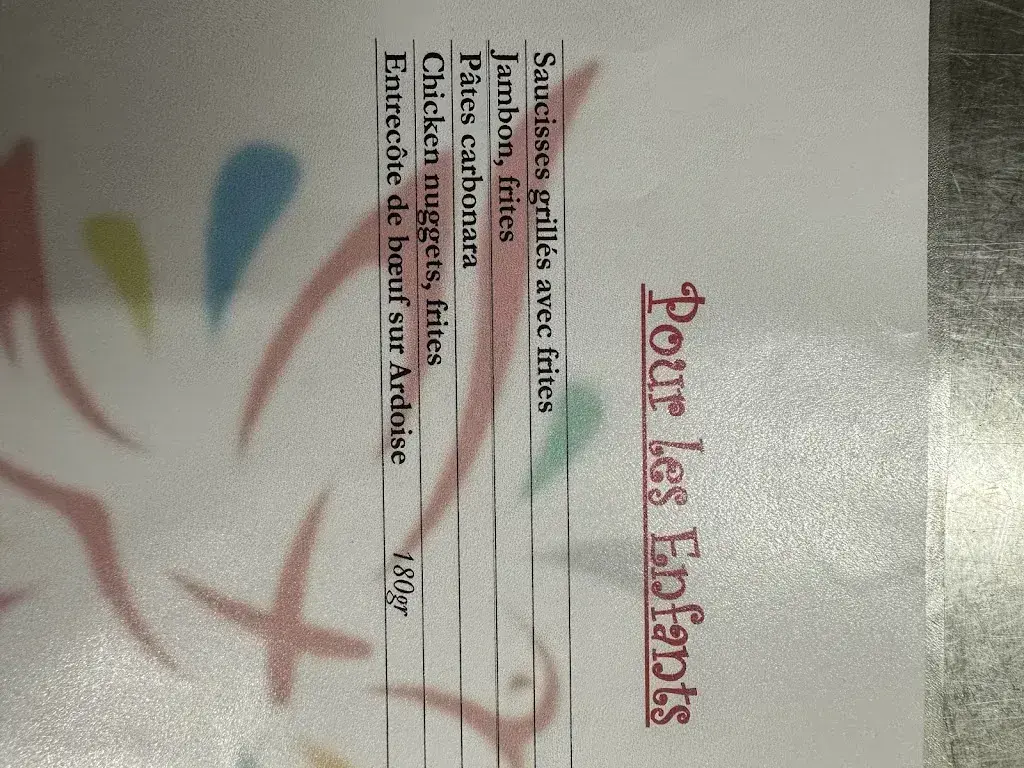 Pour Les Enfants
Saucisses grillés avec frites
Jambon, frites
Pâtes carbonara
Chicken nuggets, frites
Entrecôte de bœuf sur Ardoise 180gr